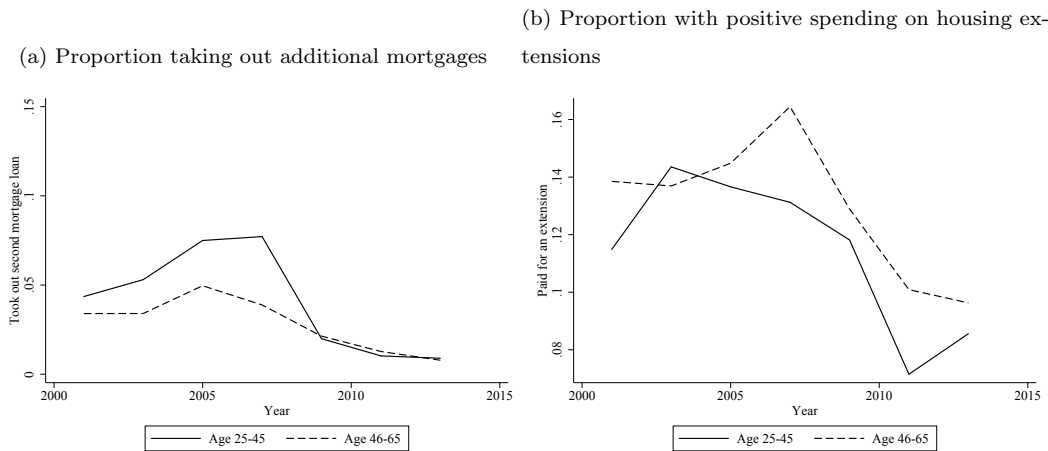 (a) Proportion taking out additional mortgages
Took out second mortgage loan
.15
.1
.05
0
2000 2005 2010 2015
Year
Age 25-45 Age 46-65
(b) Proportion with positive spending on housing ex-
tensions
Paid for an extension
.16
.14
.12
.1
.08
2000 2005 2010 2015
Year
Age 25-45 Age 46-65